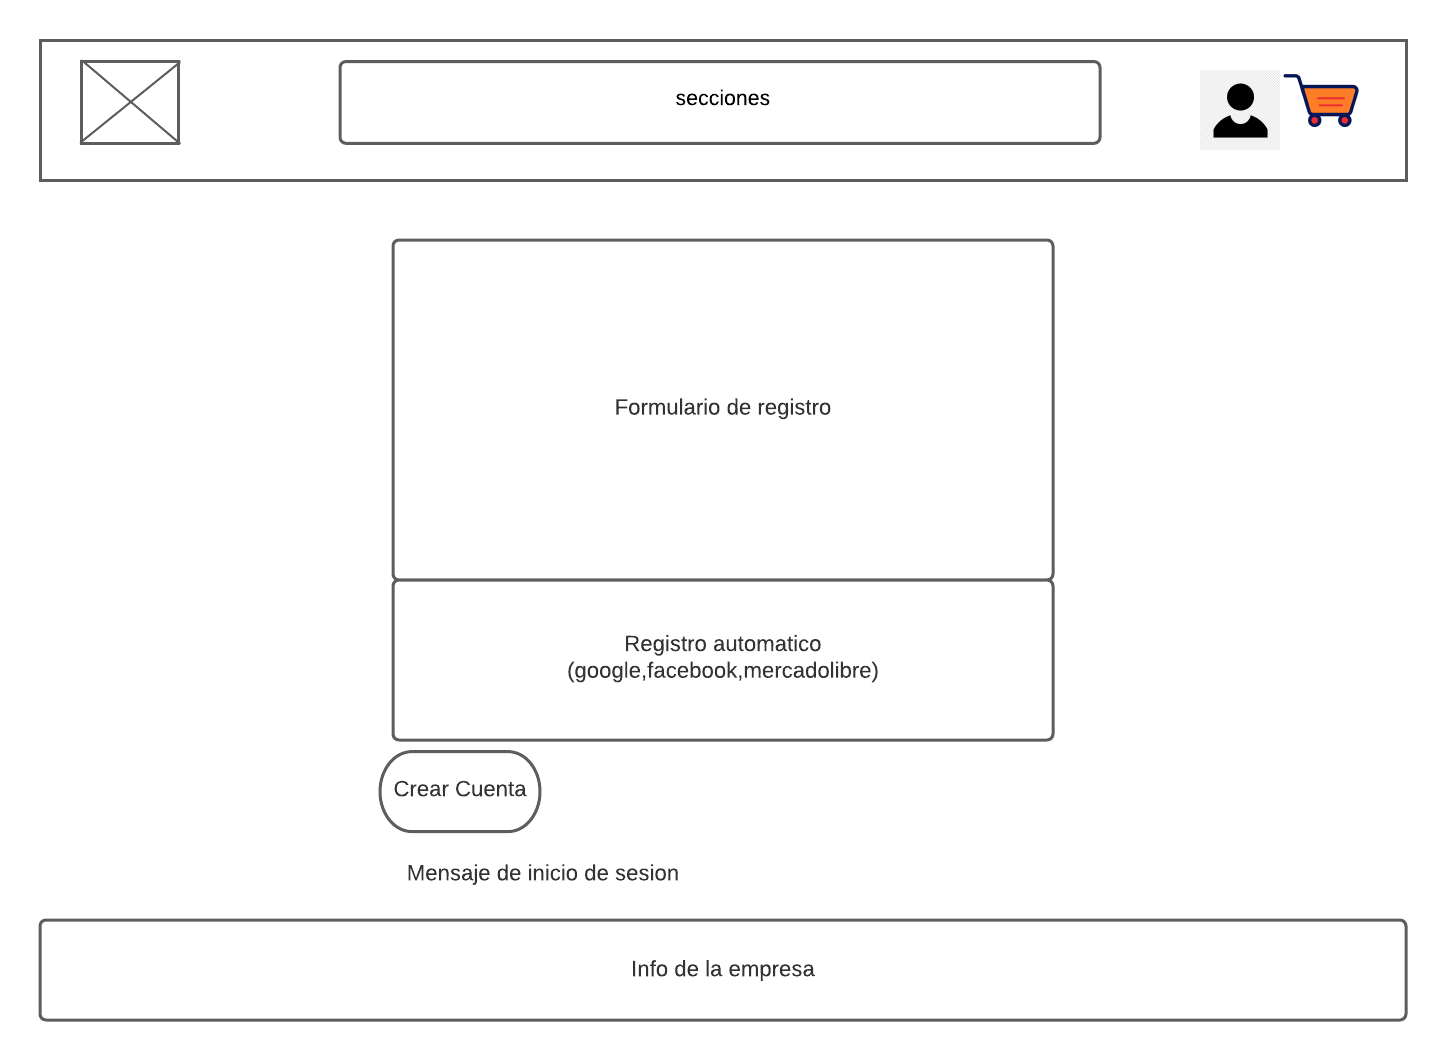 secciones
Formulario de registro
Registro automatico
(google,facebook,mercadolibre)
Crear Cuenta
Mensaje de inicio de sesion
Info de la empresa